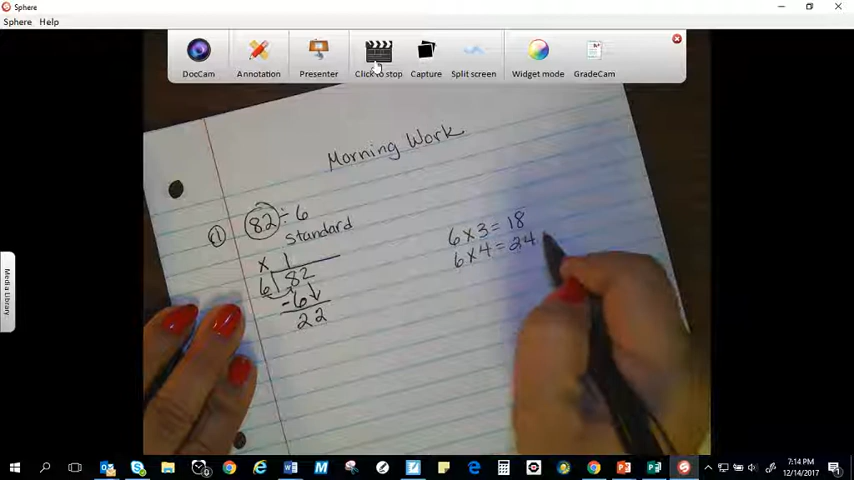 Sphere
Sphere Help
DocCam Annotation Presenter Click to stop Capture Split screen Widget mode GradeCam
Morning Work
1 82 ÷ 6
Standard
x 1
6 82
-6
22
6 x 3 = 18
6 x 4 = 24
Media Library
7:14 PM
12/14/2017